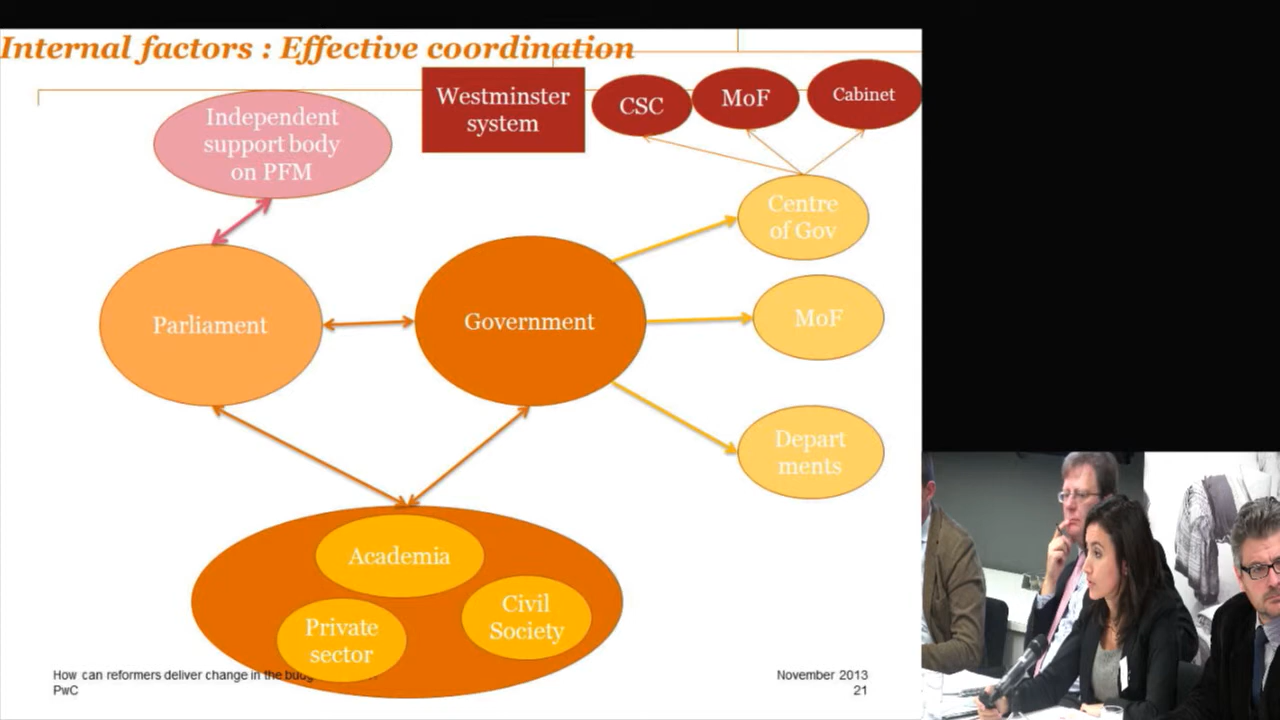 Internal factors : Effective coordination
Independent
support body
on PFM
Westminster
system
CSC
MoF
Cabinet
Centre
of Gov
Parliament
Government
MoF
Depart
ments
Academia
Civil
Society
Private
sector
How can reformers deliver change in the
PwC
November 2013
21